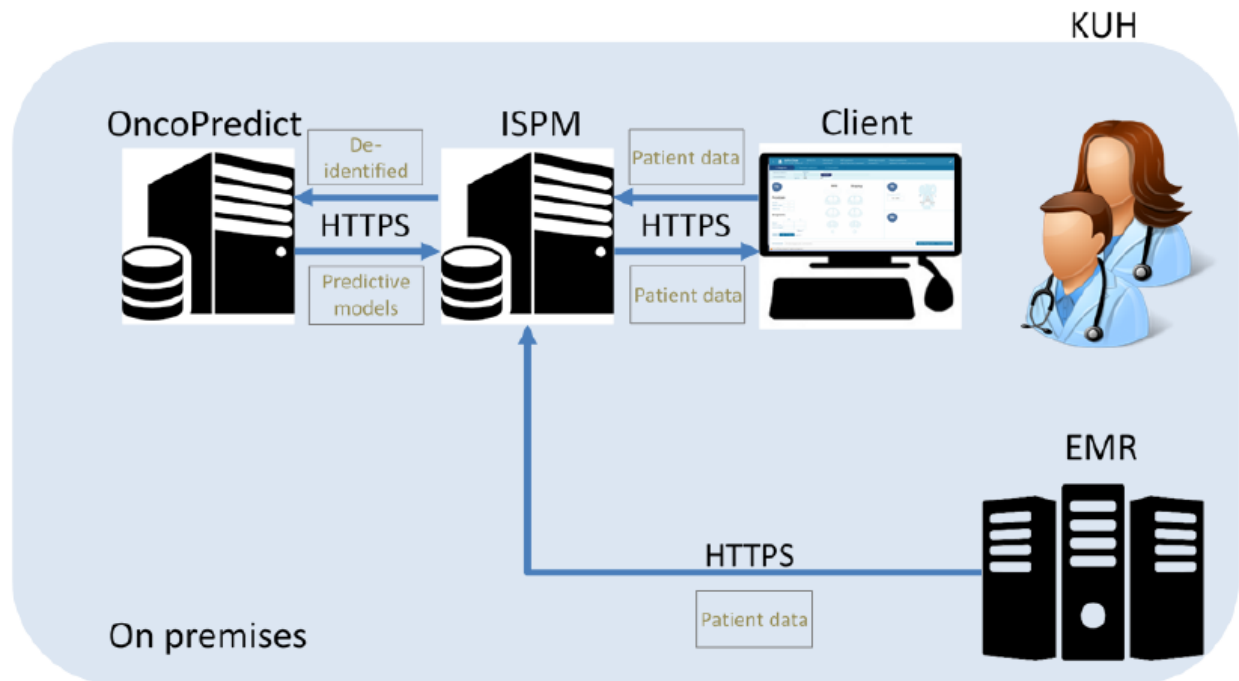 KUH
OncoPredict
ISPM
Client
De-
identified
HTTPS
Predictive
models
Patient data
HTTPS
Patient data
EMR
HTTPS
Patient data
On premises